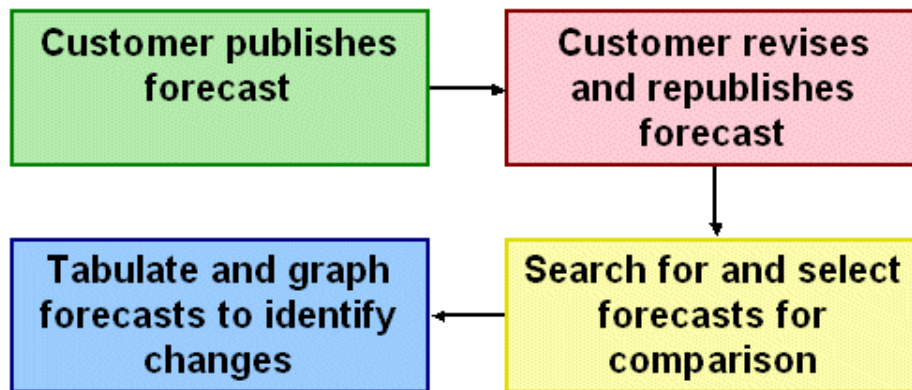 Customer publishes
forecast
Customer revises
and republishes
forecast
Search for and select
forecasts for
comparison
Tabulate and graph
forecasts to identify
changes